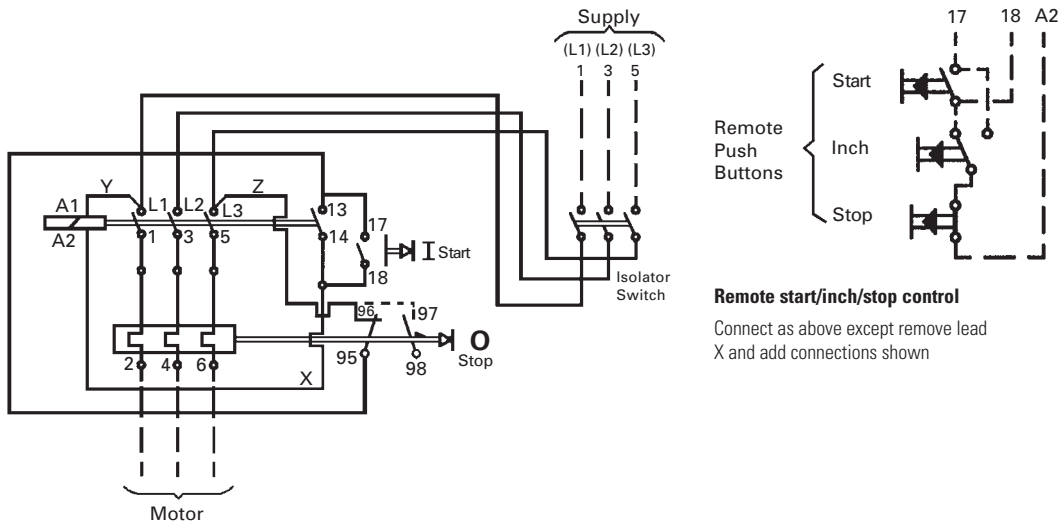 Supply
(L1) (L2) (L3)
1 3 5
Y
Z
A1
A2
L1
L2
L3
1
3
5
13
14
17
18
I Start
Isolator
Switch
96
97
95
98
O
Stop
2
4
6
X
Motor
17 18 A2
Start
Remote
Push
Buttons
Inch
Stop
Remote start/inch/stop control
Connect as above except remove lead
X and add connections shown